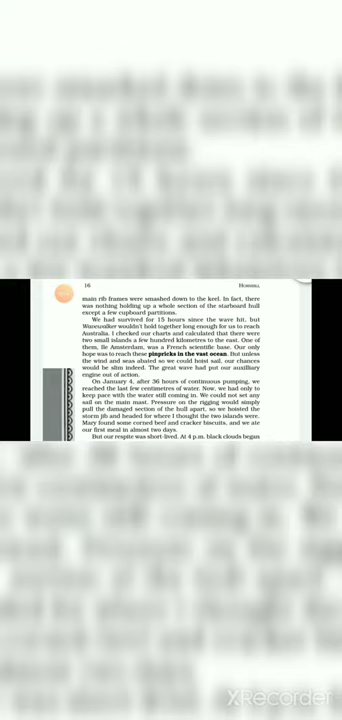 16
HORNBILL
main rib frames were smashed down to the keel. In fact, there
was nothing holding up a whole section of the starboard hull
except a few cupboard partitions.
We had survived for 15 hours since the wave hit, but
Wavewalker wouldn't hold together long enough for us to reach
Australia. I checked our charts and calculated that there were
two small islands a few hundred kilometres to the east. One of
them, Ile Amsterdam, was a French scientific base. Our only
hope was to reach these pinpricks in the vast ocean. But unless
the wind and seas abated so we could hoist sail, our chances
would be slim indeed. The great wave had put our auxilliary
engine out of action.
On January 4, after 36 hours of continuous pumping, we
reached the last few centimetres of water. Now, we had only to
keep pace with the water still coming in. We could not set any
sail on the main mast. Pressure on the rigging would simply
pull the damaged section of the hull apart, so we hoisted the
storm jib and headed for where I thought the two islands were.
Mary found some corned beef and cracker biscuits, and we ate
our first meal in almost two days.
But our respite was short-lived. At 4 p.m. black clouds began
XRecorder